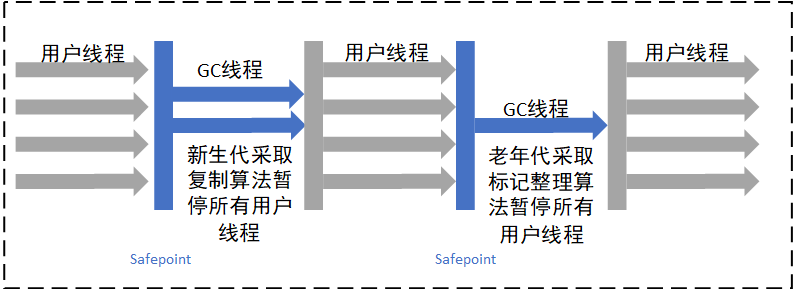 用户线程
用户线程
用户线程
GC线程
GC线程
新生代采取
复制算法暂
停所有用户
线程
老年代采取
标记整理算
法暂停所有
用户线程
Safepoint
Safepoint